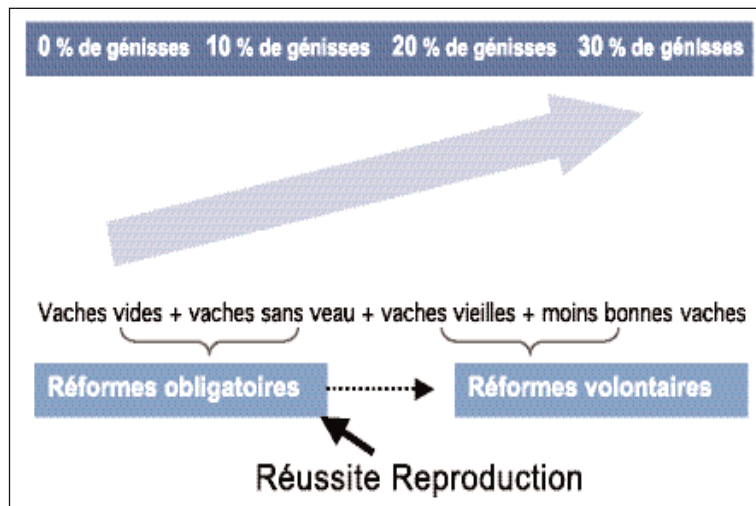 0 % de génisses 10 % de génisses 20 % de génisses 30 % de génisses
Vaches vides + vaches sans veau + vaches vieilles + moins bonnes vaches
Réformes obligatoires Réformes volontaires
Réussite Reproduction